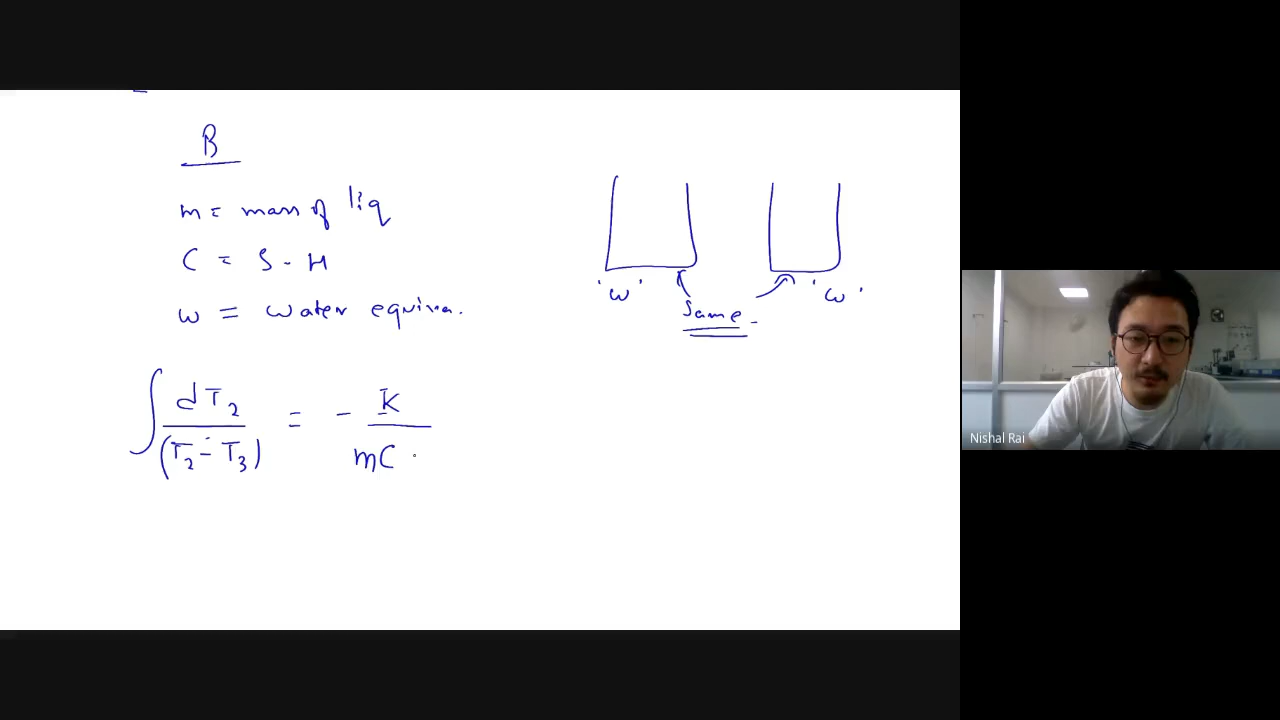 B
m = mass of liq
C = S-H
w = water equiva.
'w' 'w'
Same
∫ dT₂ / (T₂ - T₃) = - K / mC
Nishal Rai